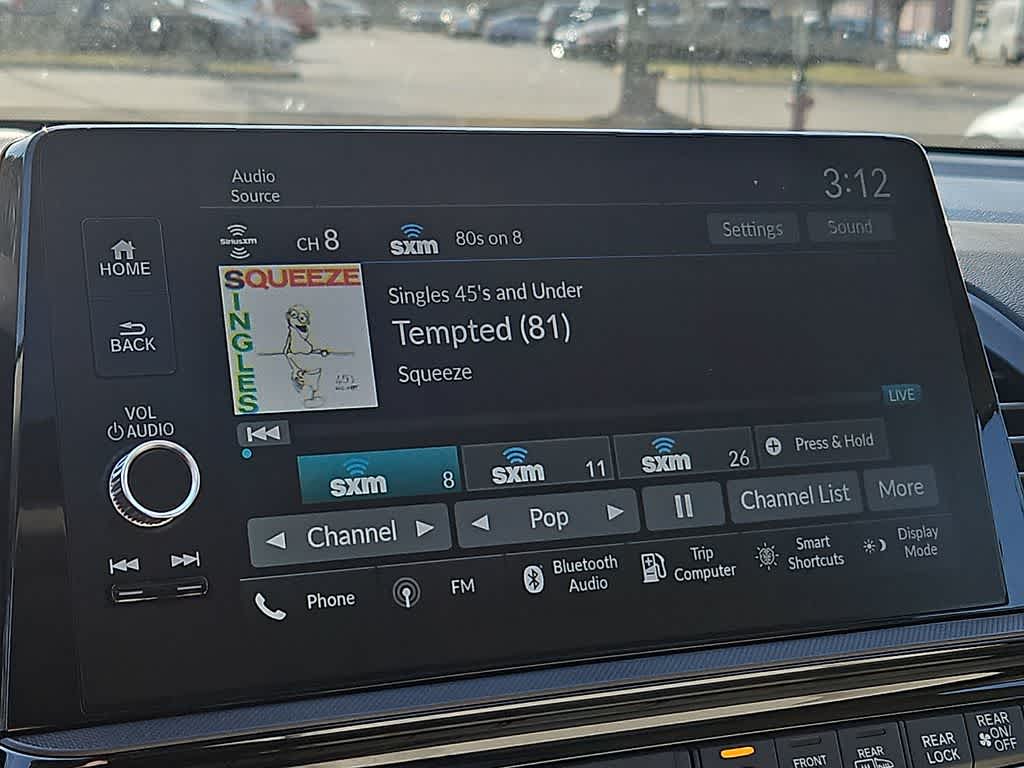 Audio
Source
3:12
SiriusXM
CH 8
sxm
80s on 8
Settings
Sound
HOME
BACK
SQUEEZE
SINGLES
45's
Singles 45's and Under
Tempted (81)
Squeeze
LIVE
VOL
AUDIO
sxm 8
sxm 11
sxm 26
Press & Hold
Channel
Pop
Channel List
More
Phone
FM
Bluetooth
Audio
Trip
Computer
Smart
Shortcuts
Display
Mode
FRONT
REAR
REAR
LOCK
REAR
ON/
OFF